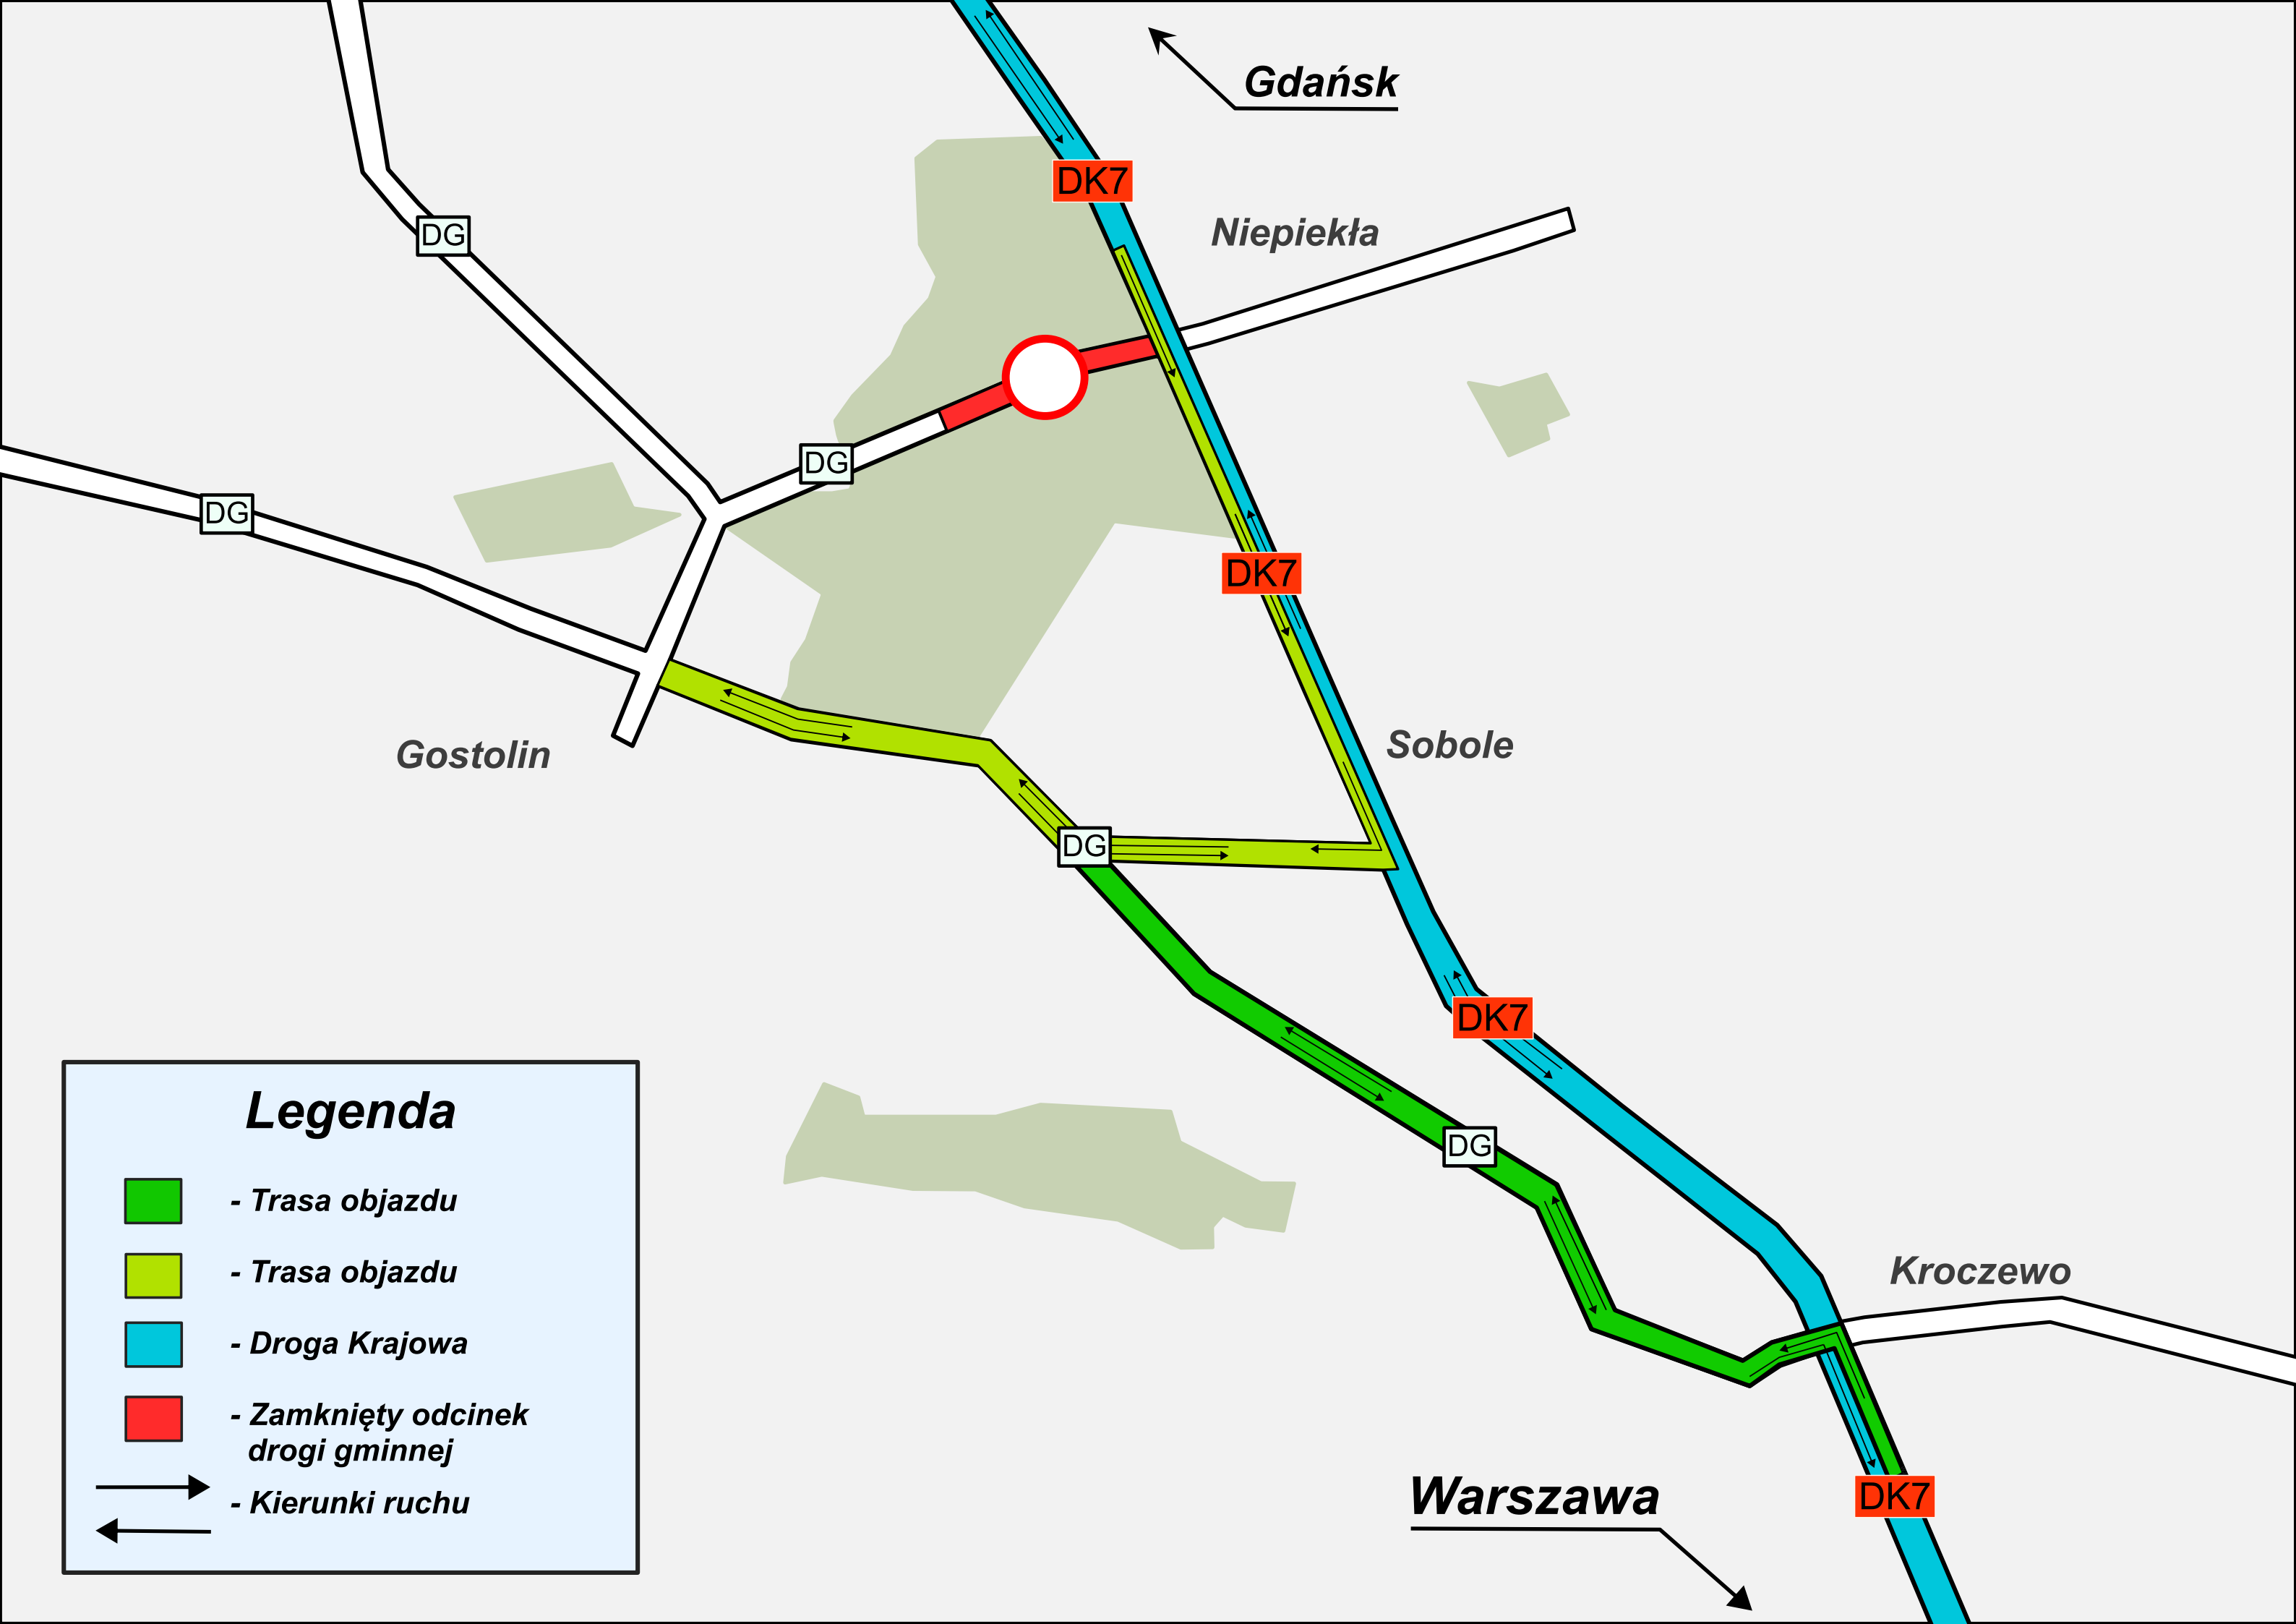 Gdańsk
DK7
Niepiekła
DG
DG
DG
DK7
Sobole
Gostolin
DG
DK7
Legenda
DG
- Trasa objazdu
- Trasa objazdu
Kroczewo
- Droga Krajowa
- Zamknięty odcinek
drogi gminnej
- Kierunki ruchu
Warszawa
DK7